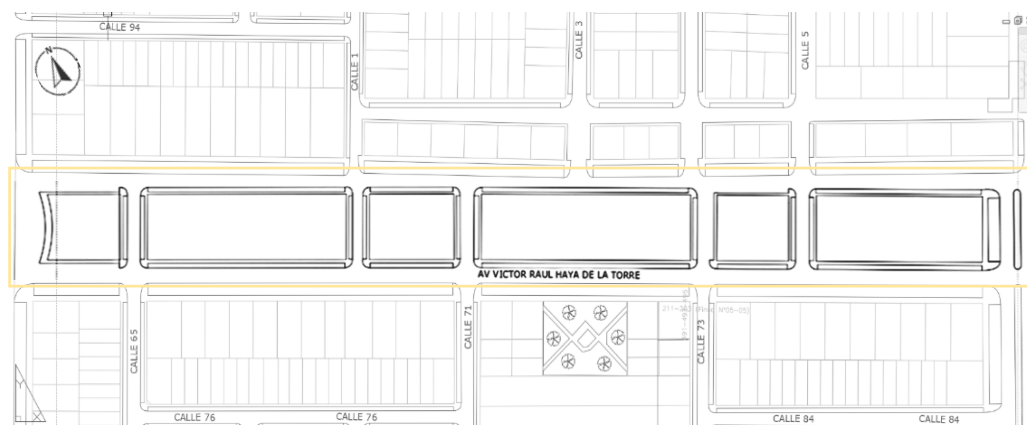 CALLE 94
N
CALLE 1
CALLE 3
CALLE 5
AV VICTOR RAUL HAYA DE LA TORRE
CALLE 65
CALLE 71
CALLE 73
Y
X
CALLE 76
CALLE 76
CALLE 84
CALLE 84